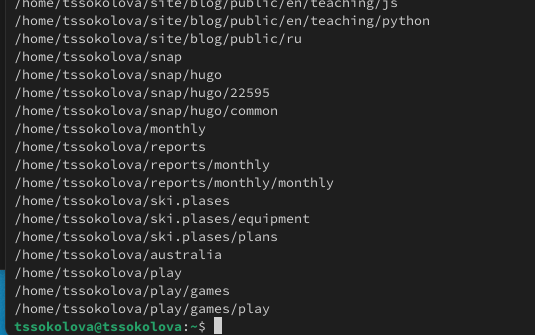 /home/tssokolova/site/blog/public/en/teaching/js
/home/tssokolova/site/blog/public/en/teaching/python
/home/tssokolova/site/blog/public/ru
/home/tssokolova/snap
/home/tssokolova/snap/hugo
/home/tssokolova/snap/hugo/22595
/home/tssokolova/snap/hugo/common
/home/tssokolova/monthly
/home/tssokolova/reports
/home/tssokolova/reports/monthly
/home/tssokolova/reports/monthly/monthly
/home/tssokolova/ski.plases
/home/tssokolova/ski.plases/equipment
/home/tssokolova/ski.plases/plans
/home/tssokolova/australia
/home/tssokolova/play
/home/tssokolova/play/games
/home/tssokolova/play/games/play
tssokolova@tssokolova:~$